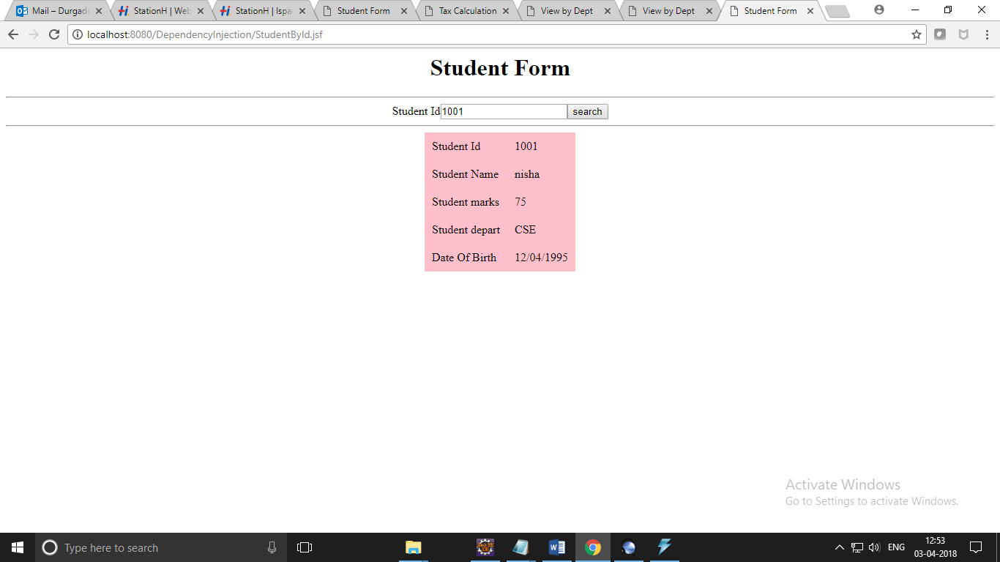 Mail – Durgad
StationH | Web
StationH | Ispa
Student Form
Tax Calculation
View by Dept
View by Dept
Student Form
localhost:8080/DependencyInjection/StudentById.jsf
Student Form
Student Id 1001 search
Student Id 1001
Student Name nisha
Student marks 75
Student depart CSE
Date Of Birth 12/04/1995
Activate Windows
Go to Settings to activate Windows.
Type here to search
ENG
12:53
03-04-2018